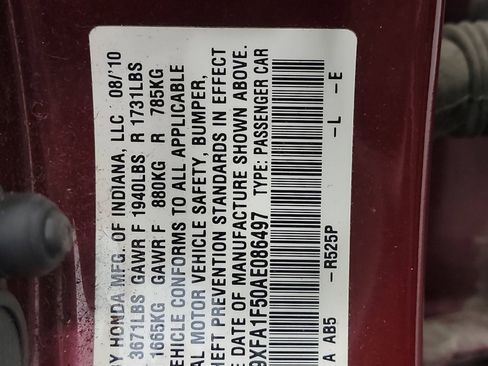 BY HONDA MFG. OF INDIANA, LLC 08/'10
3671LBS GAWR F 1940LBS R 1731LBS
1665KG GAWR F 880KG R 785KG
VEHICLE CONFORMS TO ALL APPLICABLE
AL MOTOR VEHICLE SAFETY, BUMPER,
HEFT PREVENTION STANDARDS IN EFFECT
E DATE OF MANUFACTURE SHOWN ABOVE.
9XFA1F50AE086497 TYPE: PASSENGER CAR
A AB5 -R525P -L -E